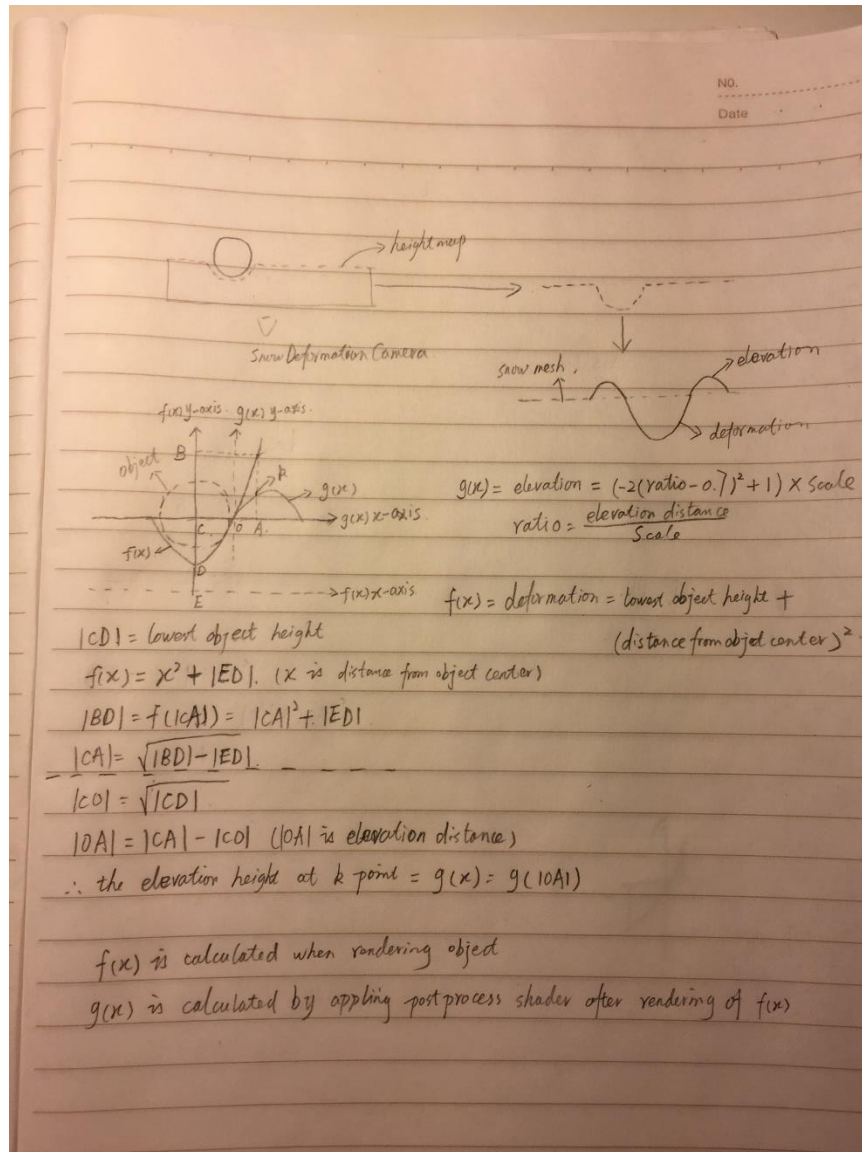 NO.
Date
height map
Snow Deformation Camera
snow mesh.
elevation
deformation
f(x) y-axis. g(x) y-axis.
object
B
k
g(x)
C
O
A.
g(x) x-axis.
f(x)
D
E
f(x) x-axis
g(x) = elevation = (-2(ratio-0.7)² + 1) × Scale
ratio = elevation distance / Scale
f(x) = deformation = lowest object height +
(distance from object center)².
|CD| = lowest object height
f(x) = x² + |ED|. (x is distance from object center)
|BD| = f(|CA|) = |CA|² + |ED|
|CA| = √|BD|-|ED|.
|CO| = √|CD|
|OA| = |CA| - |CO| (|OA| is elevation distance)
∴ the elevation height at k point = g(x) = g(|OA|)
f(x) is calculated when rendering object
g(x) is calculated by appling postprocess shader after rendering of f(x)